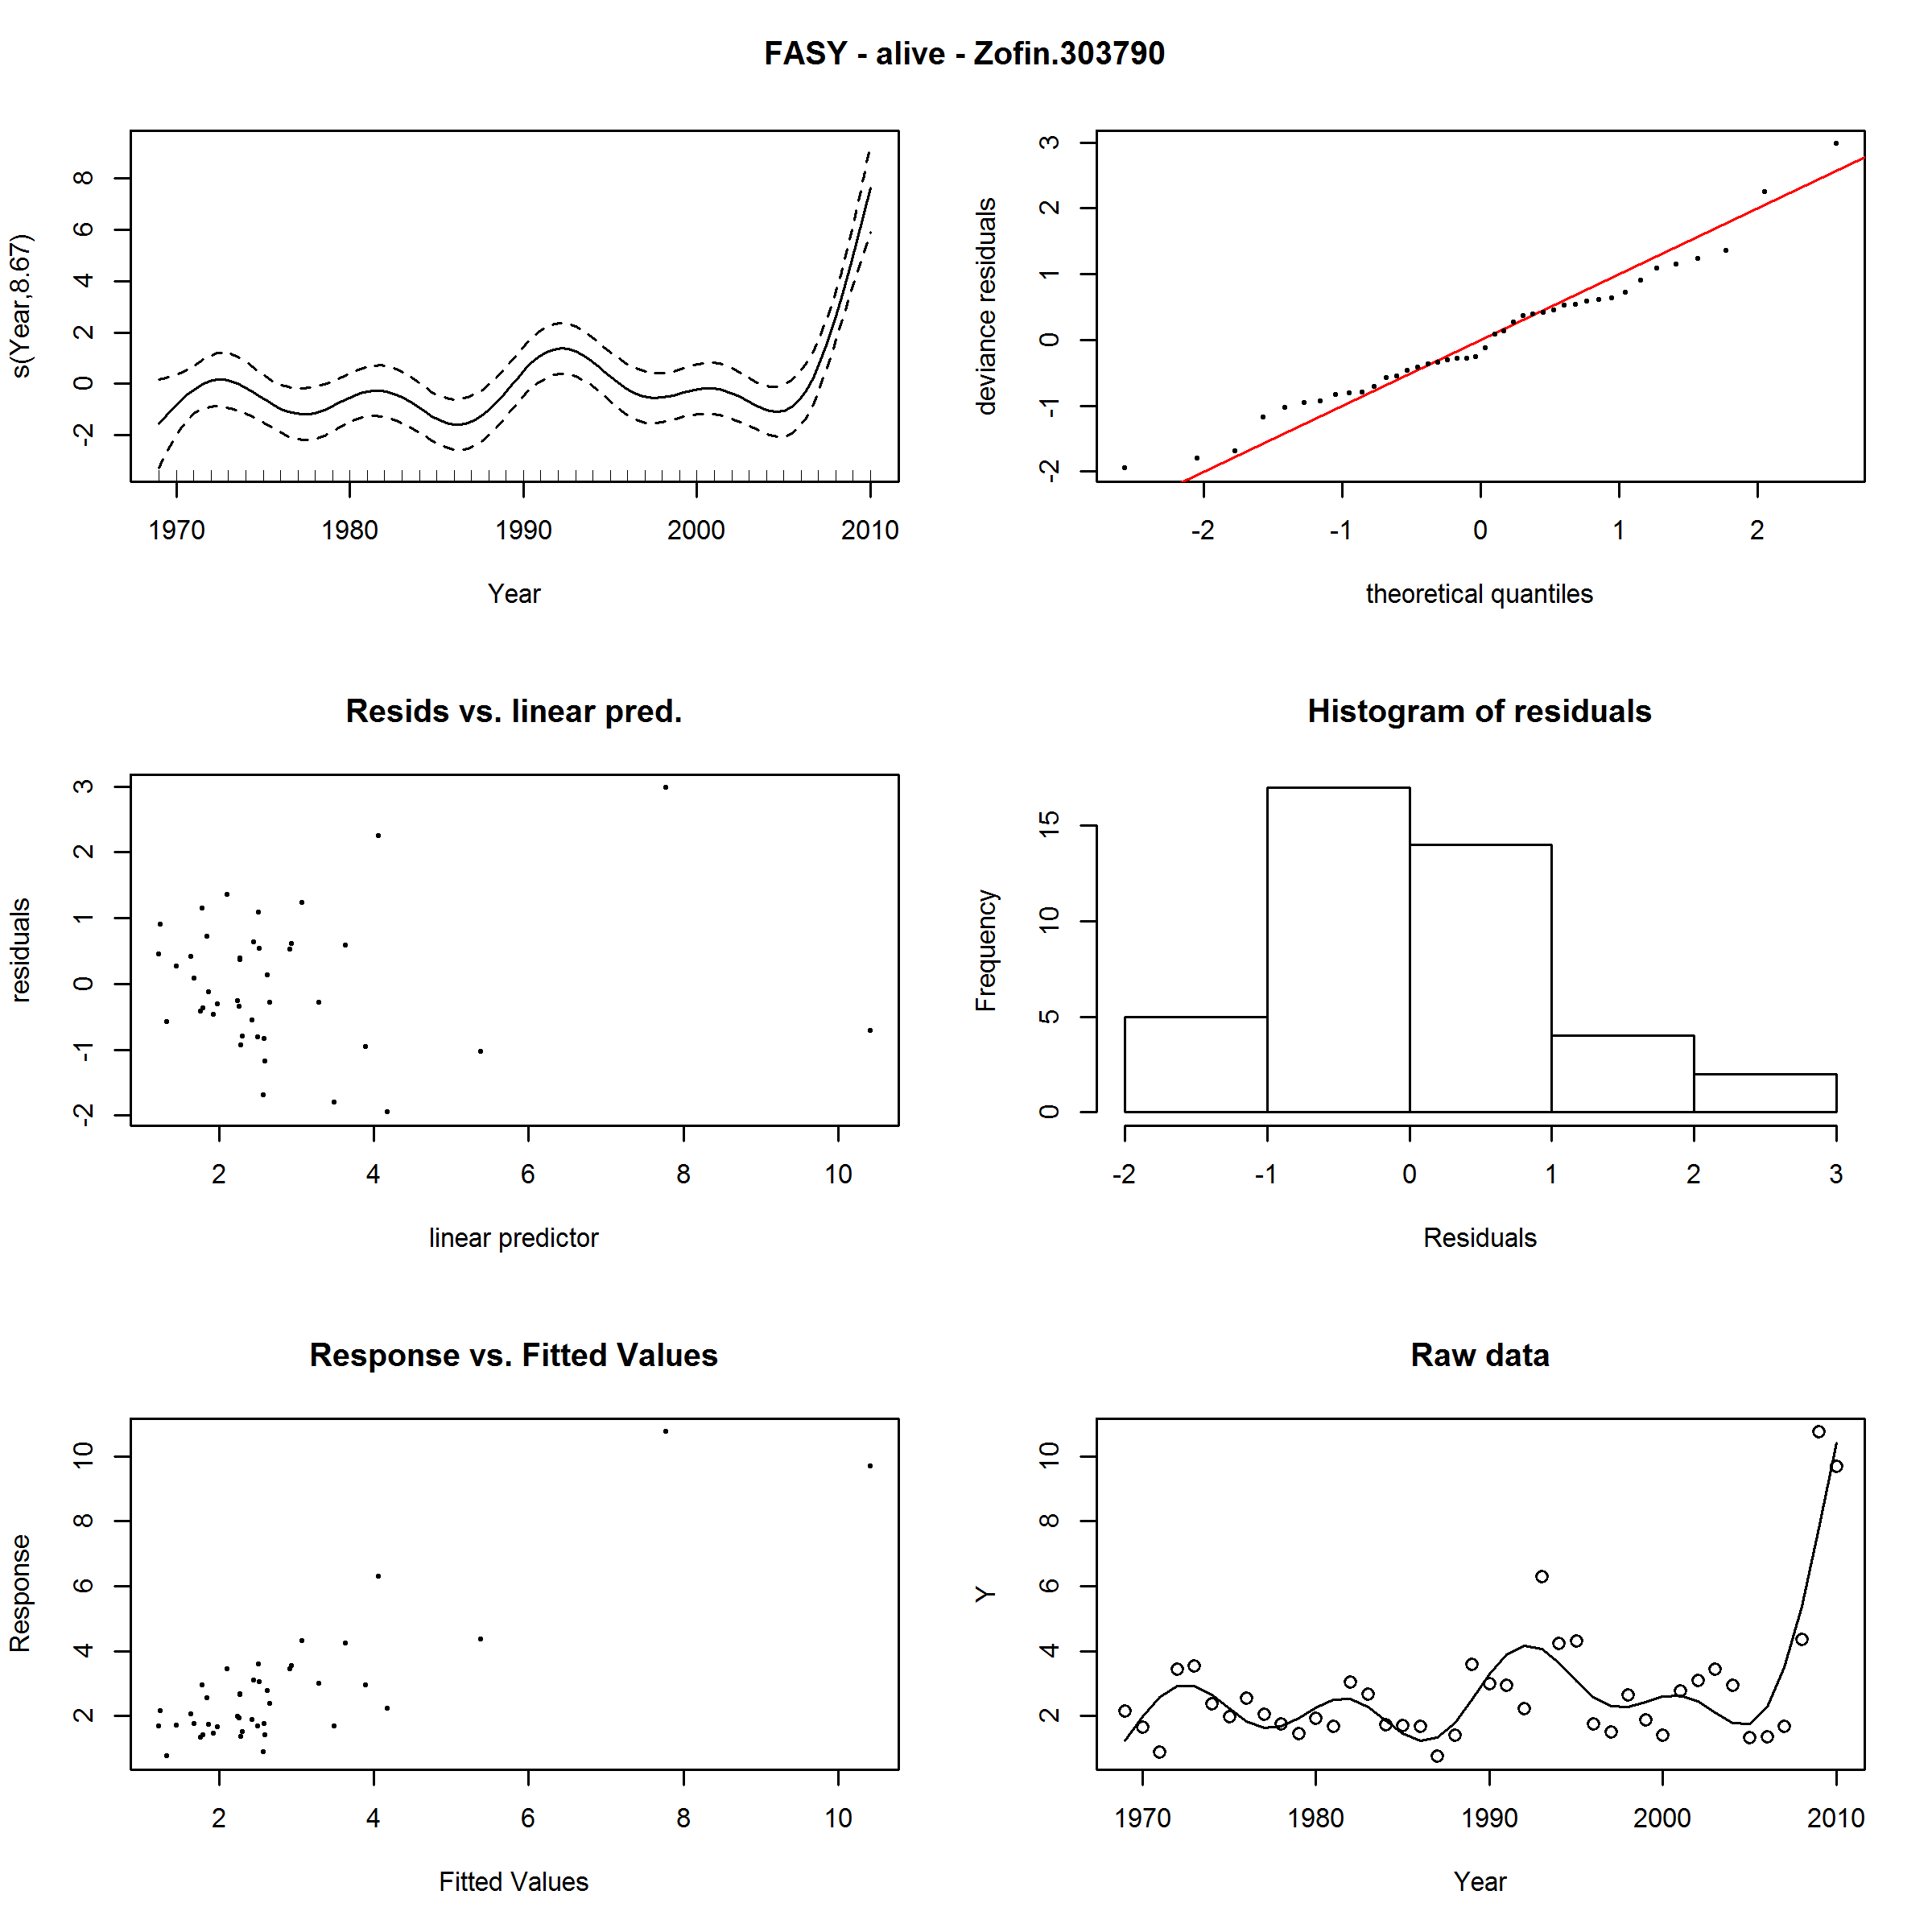 FASY - alive - Zofin.303790
s(Year,8.67)
-2 0 2 4 6 8
1970 1980 1990 2000 2010
Year
deviance residuals
-2 -1 0 1 2 3
-2 -1 0 1 2
theoretical quantiles
Resids vs. linear pred.
residuals
-2 -1 0 1 2 3
2 4 6 8 10
linear predictor
Histogram of residuals
Frequency
0 5 10 15
-2 -1 0 1 2 3
Residuals
Response vs. Fitted Values
Response
2 4 6 8 10
2 4 6 8 10
Fitted Values
Raw data
Y
2 4 6 8 10
1970 1980 1990 2000 2010
Year